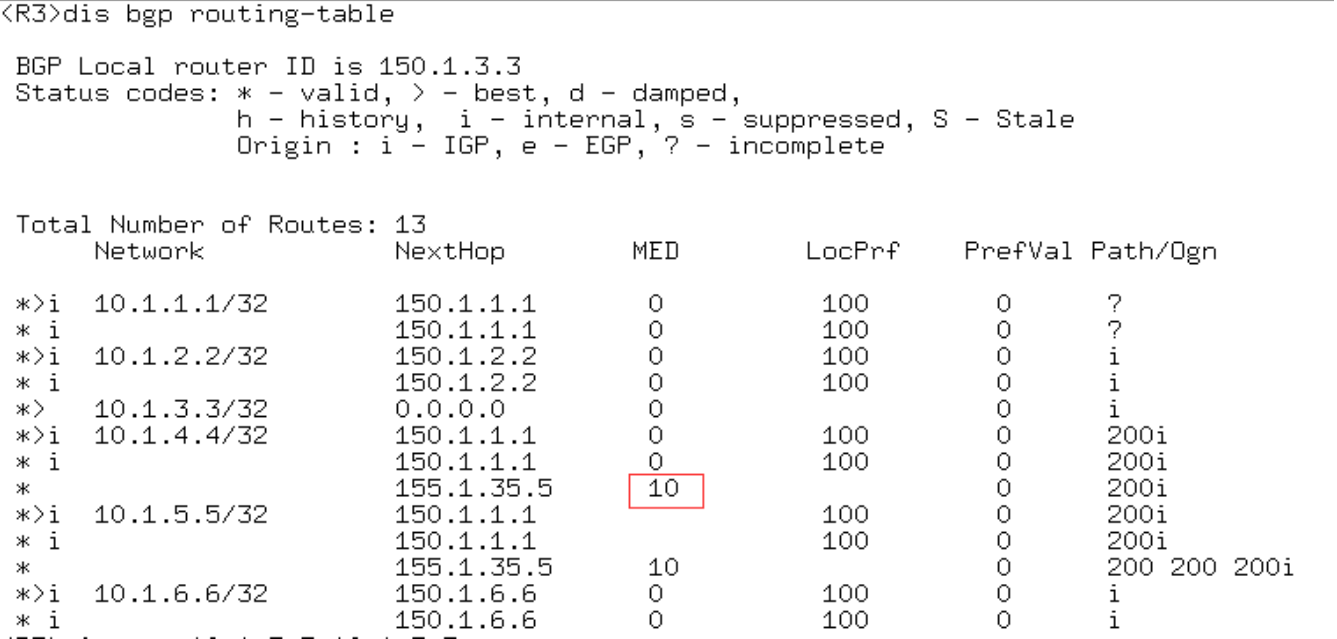 <R3>dis bgp routing-table
BGP Local router ID is 150.1.3.3
Status codes: * - valid, > - best, d - damped,
h - history, i - internal, s - suppressed, S - Stale
Origin : i - IGP, e - EGP, ? - incomplete
Total Number of Routes: 13
Network NextHop MED LocPrf PrefVal Path/Ogn
*>i 10.1.1.1/32 150.1.1.1 0 100 0 ?
* i 150.1.1.1 0 100 0 ?
*>i 10.1.2.2/32 150.1.2.2 0 100 0 i
* i 150.1.2.2 0 100 0 i
*> 10.1.3.3/32 0.0.0.0 0 0 i
*>i 10.1.4.4/32 150.1.1.1 0 100 0 200i
* i 150.1.1.1 0 100 0 200i
* 155.1.35.5 10 0 200i
*>i 10.1.5.5/32 150.1.1.1 100 0 200i
* i 150.1.1.1 100 0 200i
* 155.1.35.5 10 0 200 200 200i
*>i 10.1.6.6/32 150.1.6.6 0 100 0 i
* i 150.1.6.6 0 100 0 i